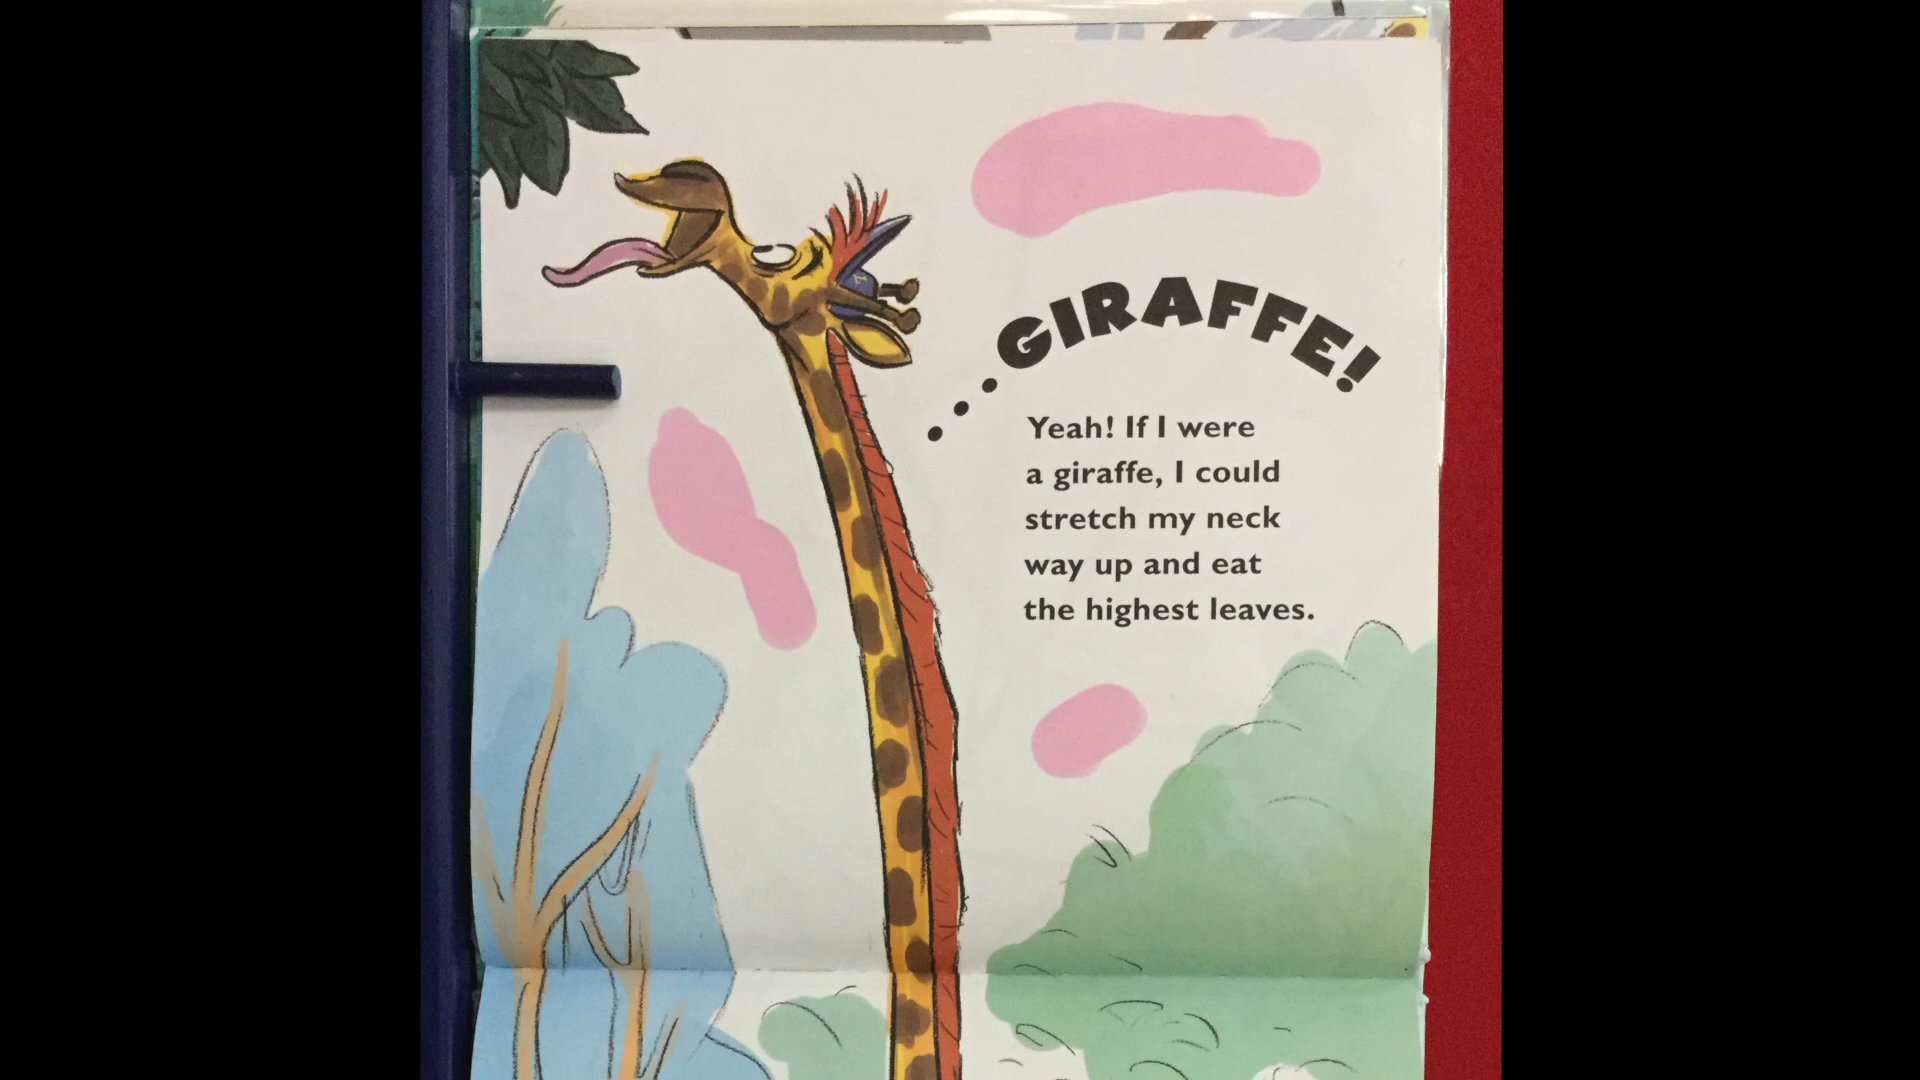 ...GIRAFFE!
Yeah! If I were
a giraffe, I could
stretch my neck
way up and eat
the highest leaves.